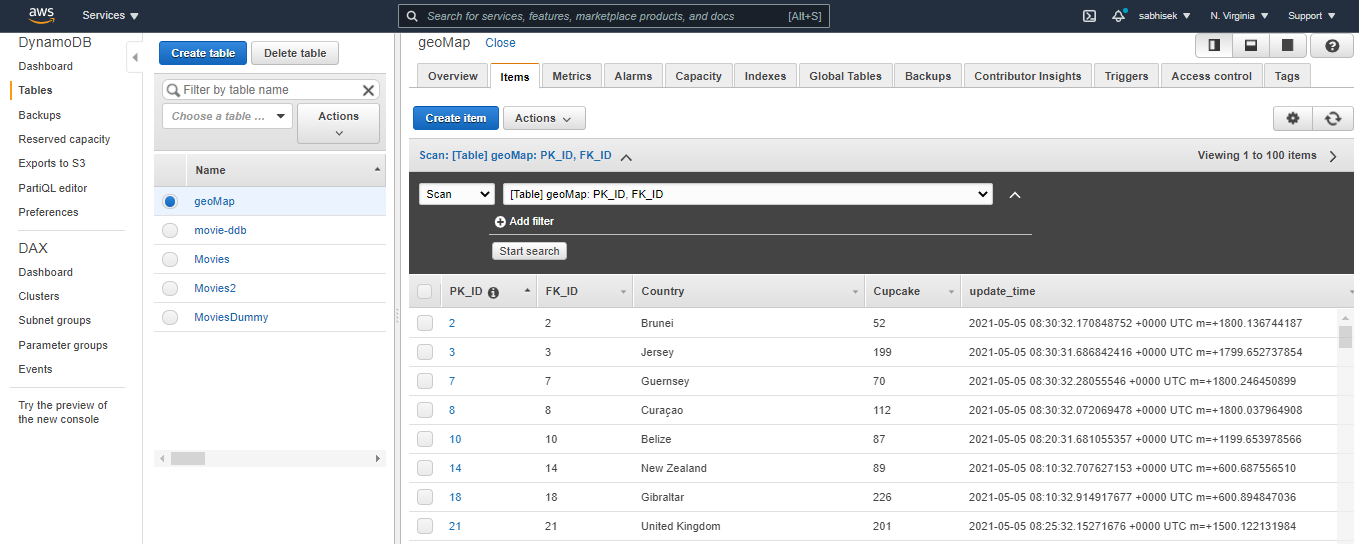 aws Services Search for services, features, marketplace products, and docs [Alt+S] sabhisek N. Virginia Support
DynamoDB
Dashboard
Tables
Backups
Reserved capacity
Exports to S3
PartiQL editor
Preferences
DAX
Dashboard
Clusters
Subnet groups
Parameter groups
Events
Try the preview of
the new console
Create table Delete table
Filter by table name
Choose a table ... Actions
Name
geoMap
movie-ddb
Movies
Movies2
MoviesDummy
geoMap Close
Overview Items Metrics Alarms Capacity Indexes Global Tables Backups Contributor Insights Triggers Access control Tags
Create item Actions
Scan: [Table] geoMap: PK_ID, FK_ID Viewing 1 to 100 items
Scan [Table] geoMap: PK_ID, FK_ID
Add filter
Start search
PK_ID FK_ID Country Cupcake update_time
2 2 Brunei 52 2021-05-05 08:30:32.170848752 +0000 UTC m=+1800.136744187
3 3 Jersey 199 2021-05-05 08:30:31.686842416 +0000 UTC m=+1799.652737854
7 7 Guernsey 70 2021-05-05 08:30:32.28055546 +0000 UTC m=+1800.246450899
8 8 Curaçao 112 2021-05-05 08:30:32.072069478 +0000 UTC m=+1800.037964908
10 10 Belize 87 2021-05-05 08:20:31.681055357 +0000 UTC m=+1199.653978566
14 14 New Zealand 89 2021-05-05 08:10:32.707627153 +0000 UTC m=+600.687556510
18 18 Gibraltar 226 2021-05-05 08:10:32.914917677 +0000 UTC m=+600.894847036
21 21 United Kingdom 201 2021-05-05 08:25:32.15271676 +0000 UTC m=+1500.122131984